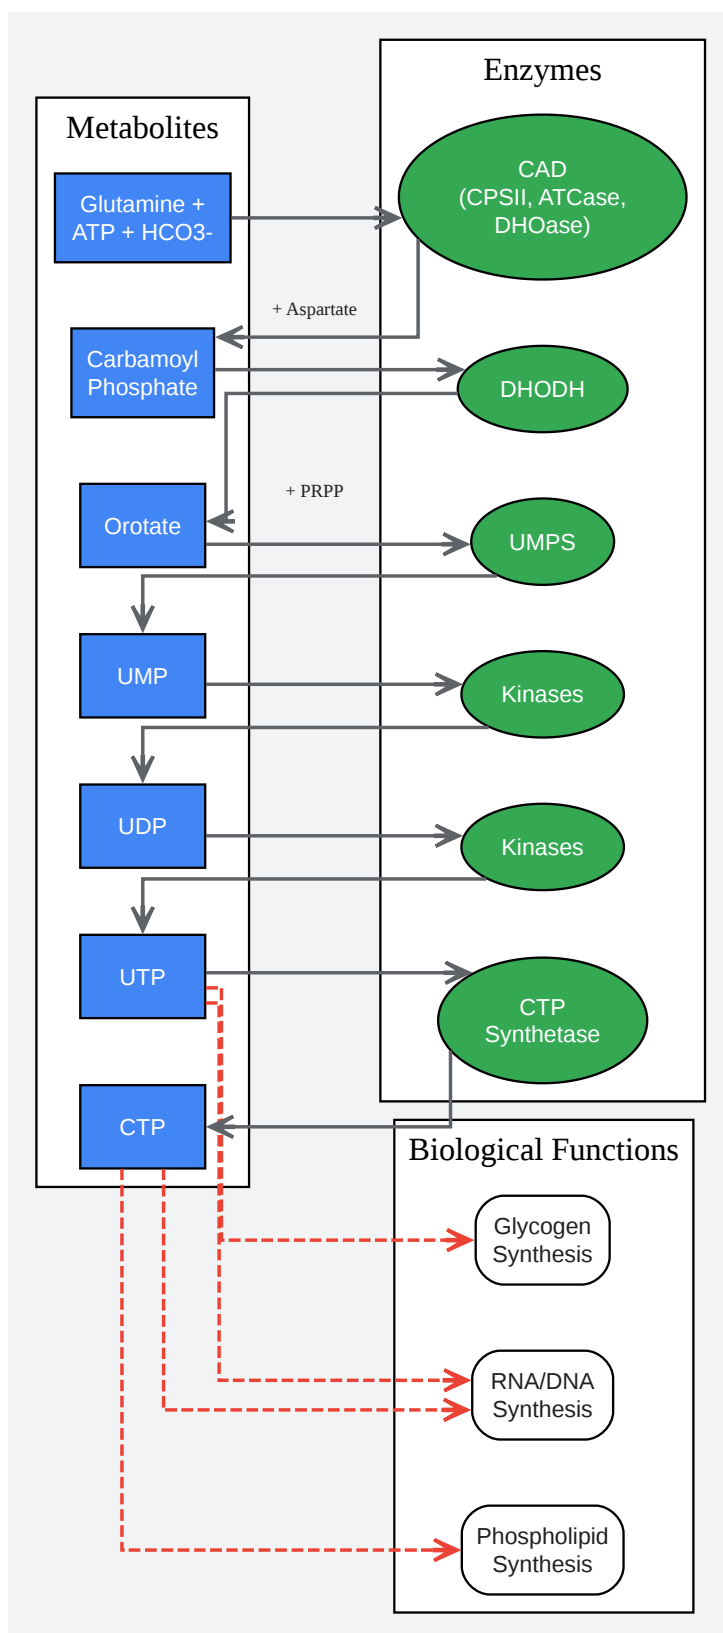 Enzymes
Metabolites
CAD
(CPSII, ATCase,
DHOase)
Glutamine +
ATP + HCO3-
+ Aspartate
Carbamoyl
Phosphate
DHODH
+ PRPP
Orotate
UMPS
UMP
Kinases
UDP
Kinases
UTP
CTP
Synthetase
CTP
Biological Functions
Glycogen
Synthesis
RNA/DNA
Synthesis
Phospholipid
Synthesis